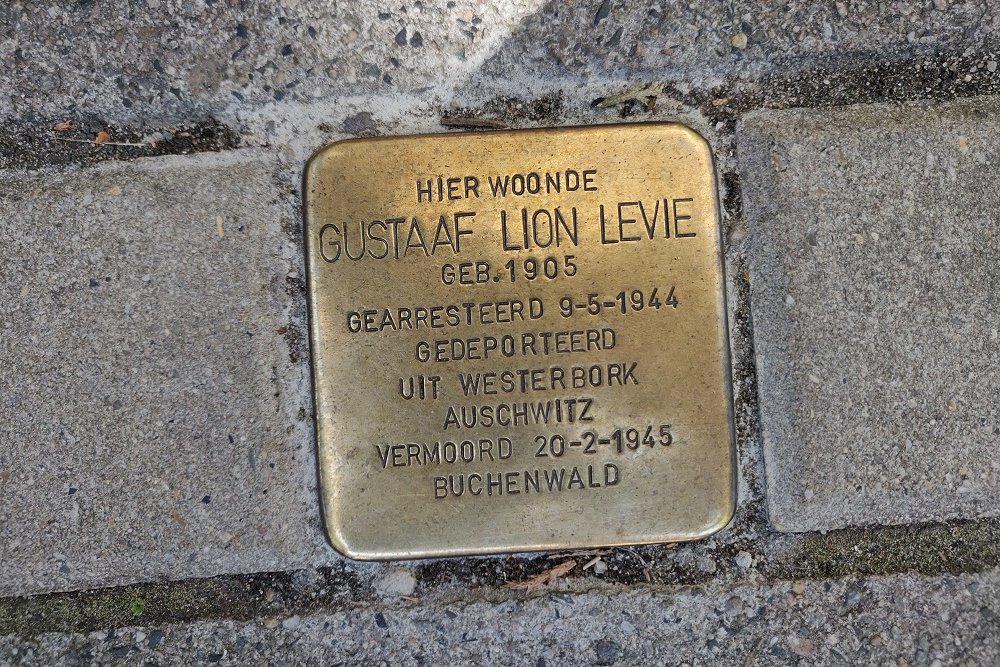 HIER WOONDE
GUSTAAF LION LEVIE
GEB. 1905
GEARRESTEERD 9-5-1944
GEDEPORTEERD
UIT WESTERBORK
AUSCHWITZ
VERMOORD 20-2-1945
BUCHENWALD